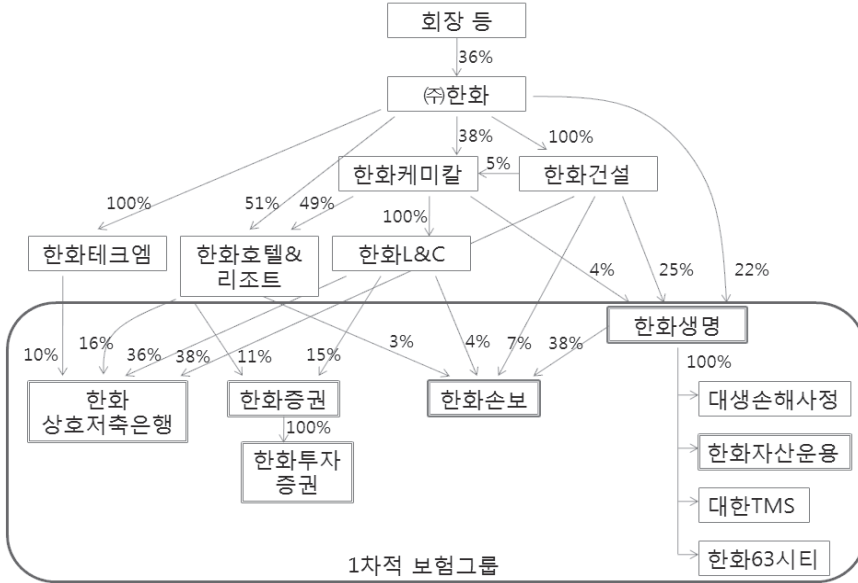 회장 등
36%
㈜한화
38%
100%
5%
한화케미칼
한화건설
100%
51%
49%
100%
한화테크엠
한화호텔&
리조트
한화L&C
4%
25%
22%
한화생명
10%
16%
36%
38%
11%
15%
3%
4%
7%
38%
100%
한화
상호저축은행
한화증권
한화손보
대생손해사정
100%
한화투자
증권
한화자산운용
대한TMS
한화63시티
1차적 보험그룹